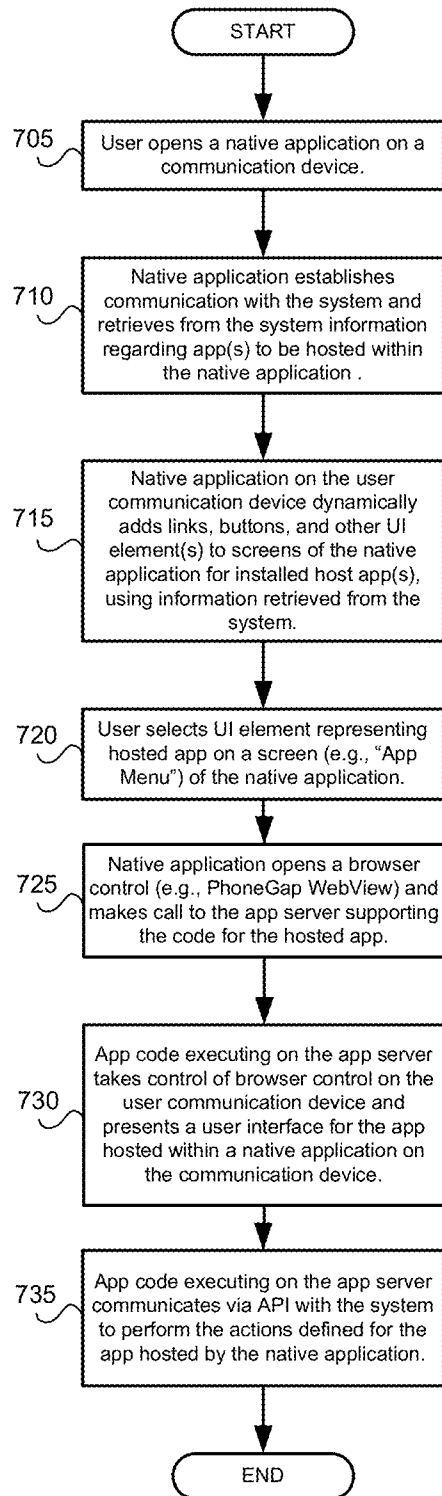 START
705
User opens a native application on a
communication device.
710
Native application establishes
communication with the system and
retrieves from the system information
regarding app(s) to be hosted within
the native application .
715
Native application on the user
communication device dynamically
adds links, buttons, and other UI
element(s) to screens of the native
application for installed host app(s),
using information retrieved from the
system.
720
User selects UI element representing
hosted app on a screen (e.g., “App
Menu”) of the native application.
725
Native application opens a browser
control (e.g., PhoneGap WebView) and
makes call to the app server supporting
the code for the hosted app.
730
App code executing on the app server
takes control of browser control on the
user communication device and
presents a user interface for the app
hosted within a native application on
the communication device.
735
App code executing on the app server
communicates via API with the system
to perform the actions defined for the
app hosted by the native application.
END